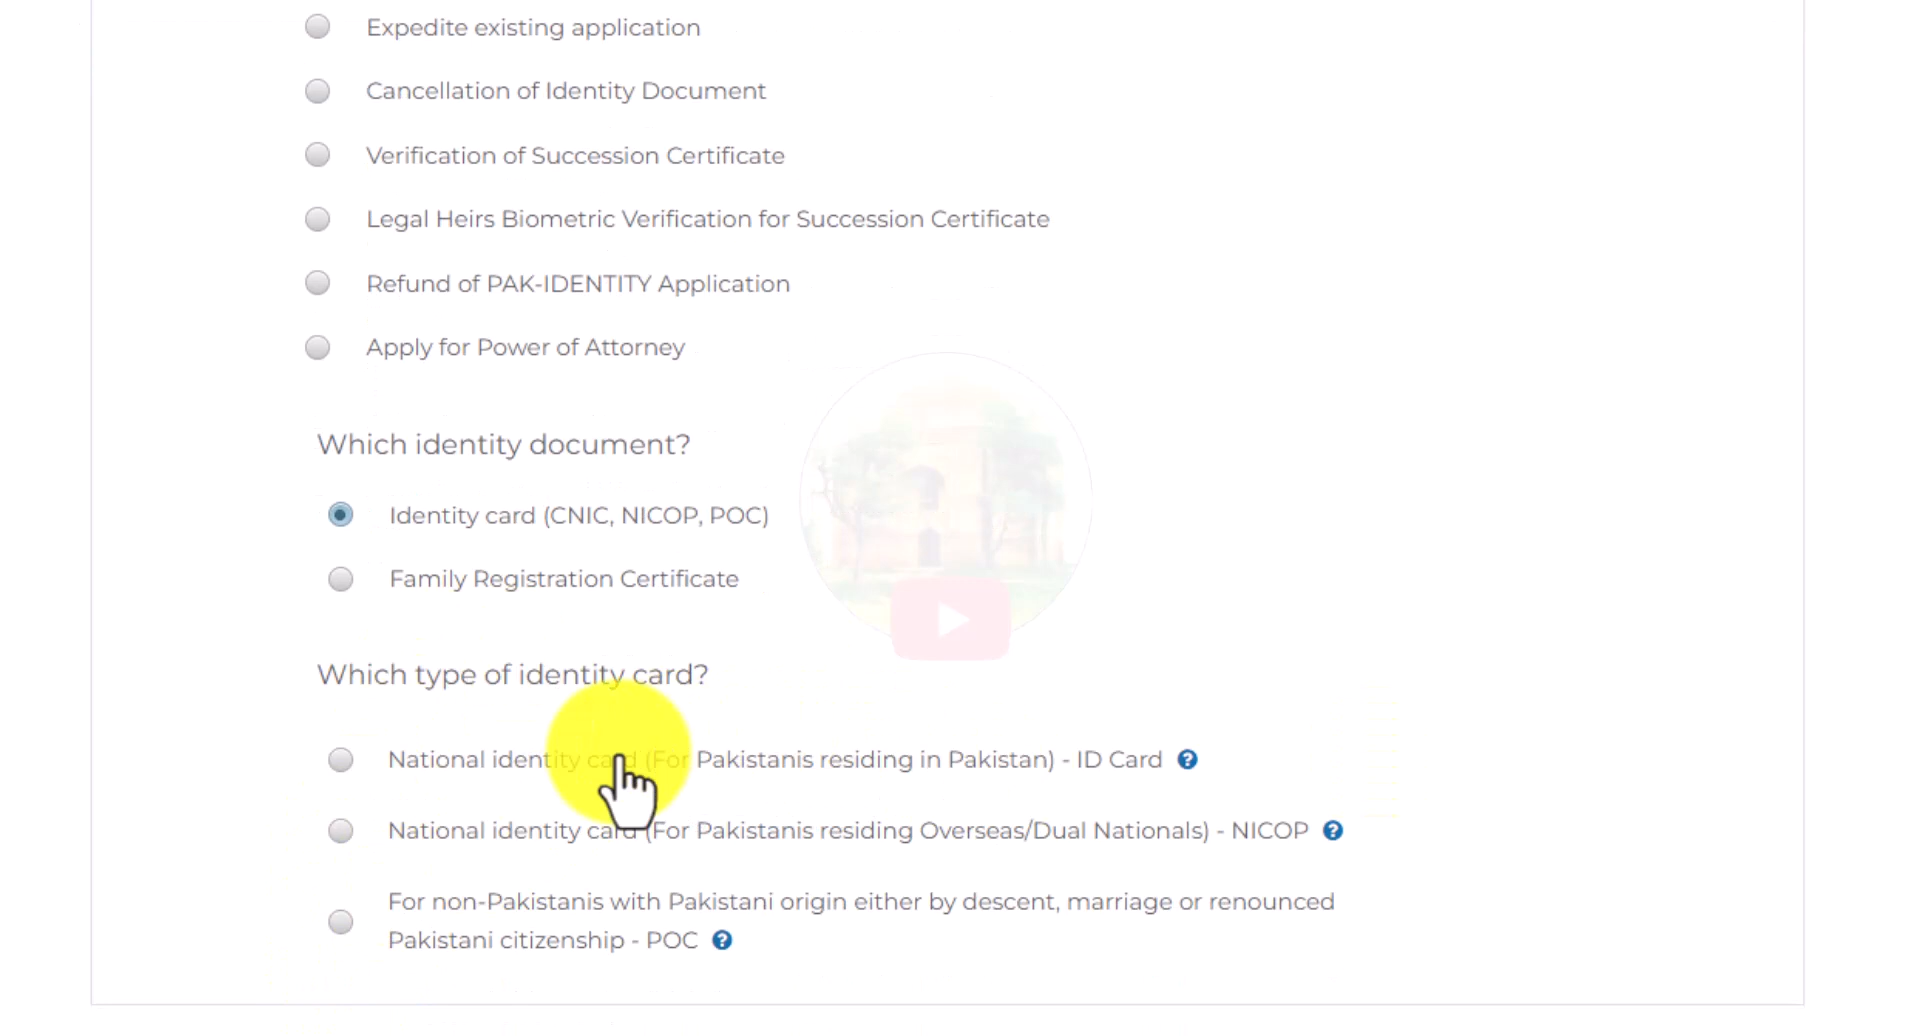 Expedite existing application
Cancellation of Identity Document
Verification of Succession Certificate
Legal Heirs Biometric Verification for Succession Certificate
Refund of PAK-IDENTITY Application
Apply for Power of Attorney
Which identity document?
Identity card (CNIC, NICOP, POC)
Family Registration Certificate
Which type of identity card?
National identity card (For Pakistanis residing in Pakistan) - ID Card ?
National identity card (For Pakistanis residing Overseas/Dual Nationals) - NICOP ?
For non-Pakistanis with Pakistani origin either by descent, marriage or renounced
Pakistani citizenship - POC ?